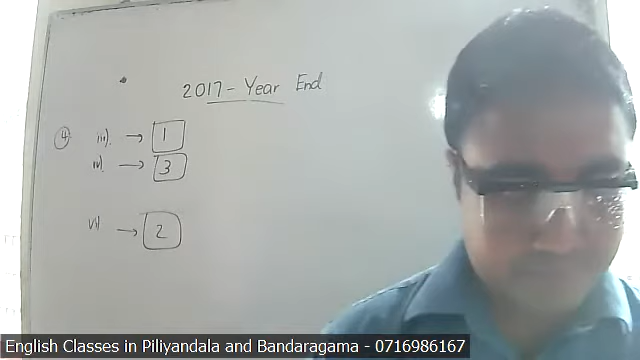 2017 - Year End
4 iii). → 1
iv). → 3
vi) → 2
English Classes in Piliyandala and Bandaragama - 0716986167